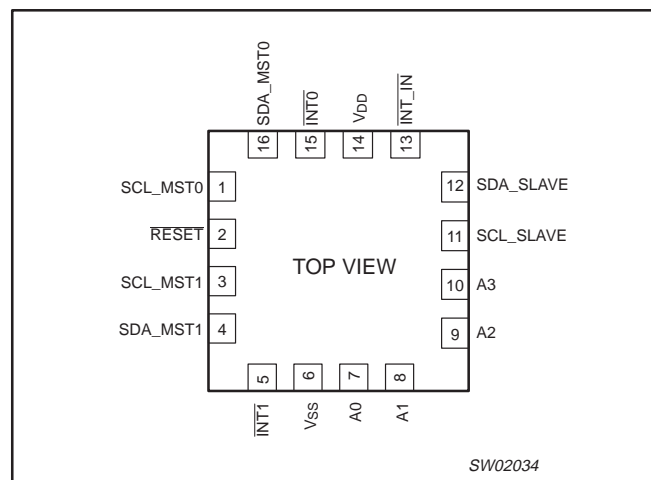 SDA_MST0
INT0
VDD
INT_IN
16
15
14
13
SCL_MST0 1
12 SDA_SLAVE
RESET 2
11 SCL_SLAVE
TOP VIEW
SCL_MST1 3
10 A3
SDA_MST1 4
9 A2
5
6
7
8
INT1
VSS
A0
A1
SW02034